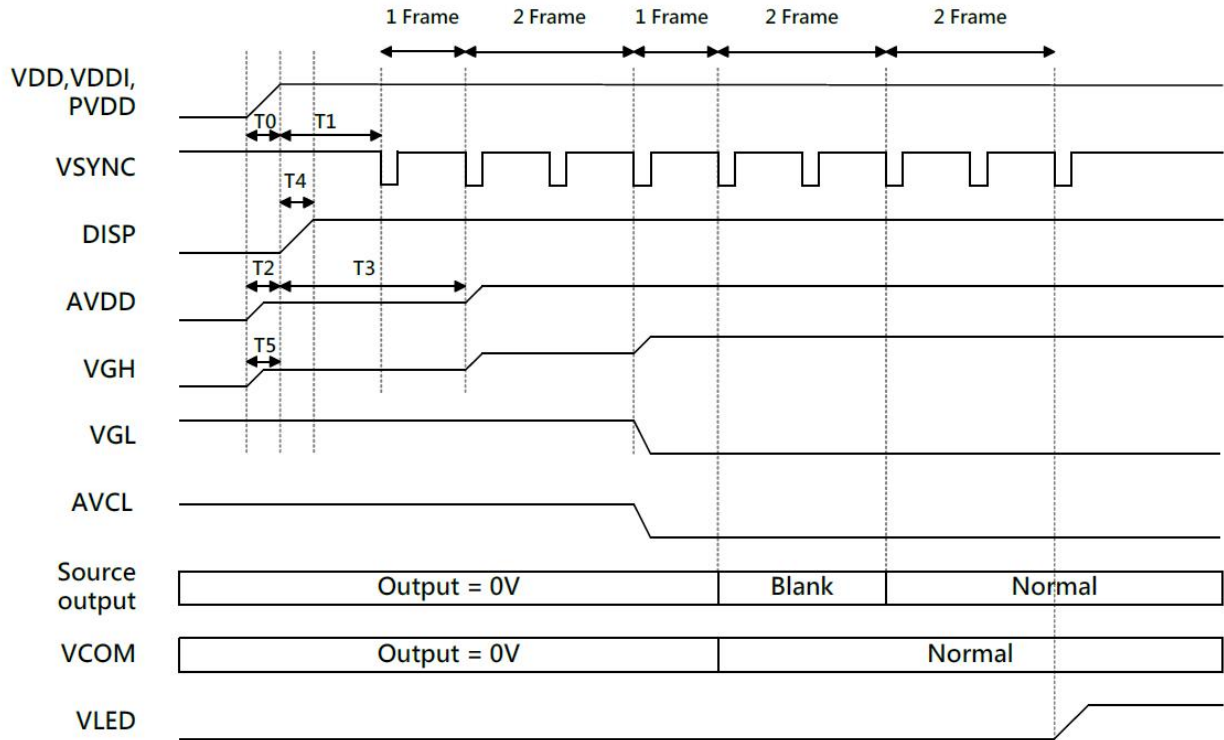 1 Frame 2 Frame 1 Frame 2 Frame 2 Frame
VDD,VDDI,
PVDD
T0 T1
VSYNC
T4
DISP
T2 T3
AVDD
T5
VGH
VGL
AVCL
Source
output
Output = 0V Blank Normal
VCOM Output = 0V Normal
VLED